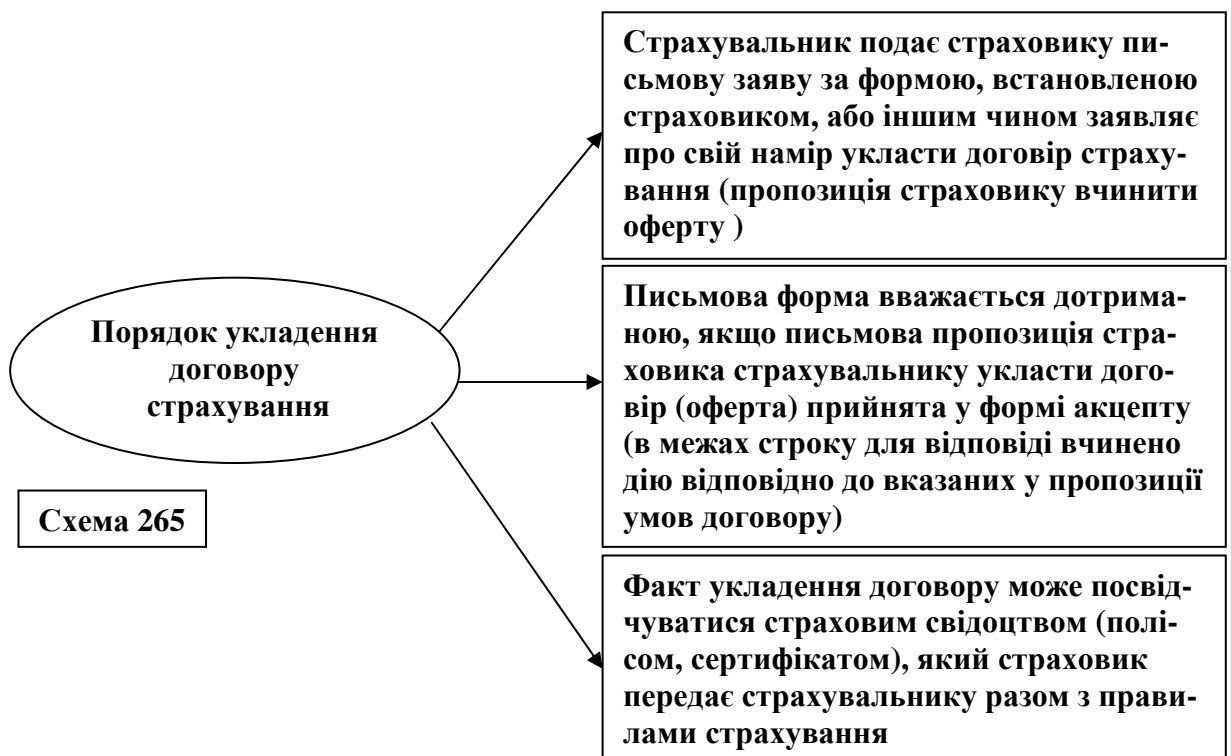 Страхувальник подає страховику пи-
сьмову заяву за формою, встановленою
страховиком, або іншим чином заявляє
про свій намір укласти договір страху-
вання (пропозиція страховику вчинити
оферту )
Порядок укладення
договору
страхування
Письмова форма вважається дотрима-
ною, якщо письмова пропозиція стра-
ховика страхувальнику укласти дого-
вір (оферта) прийнята у формі акцепту
(в межах строку для відповіді вчинено
дію відповідно до вказаних у пропозиції
умов договору)
Схема 265
Факт укладення договору може посвід-
чуватися страховим свідоцтвом (полі-
сом, сертифікатом), який страховик
передає страхувальнику разом з прави-
лами страхування